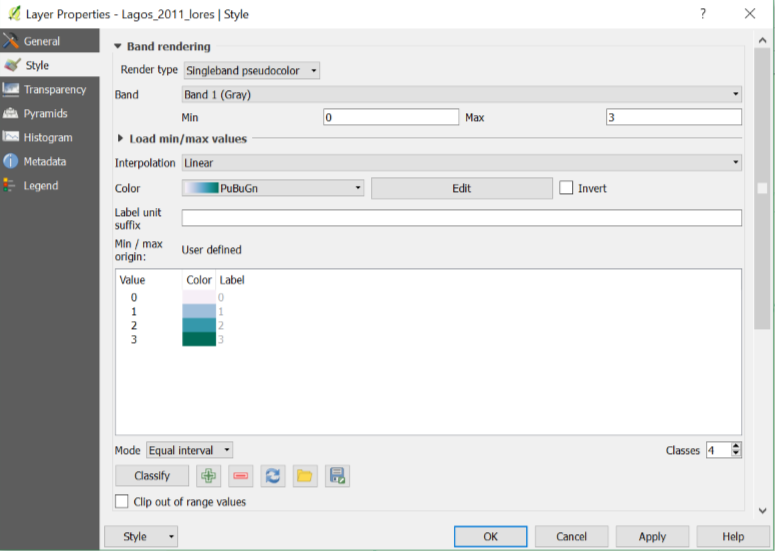 Layer Properties - Lagos_2011_lores | Style
General
Style
Transparency
Pyramids
Histogram
Metadata
Legend
Band rendering
Render type Singleband pseudocolor
Band Band 1 (Gray)
Min 0 Max 3
Load min/max values
Interpolation Linear
Color PuBuGn Edit Invert
Label unit
suffix
Min / max
origin: User defined
Value Color Label
0 0
1 1
2 2
3 3
Mode Equal interval Classes 4
Classify
Clip out of range values
Style OK Cancel Apply Help